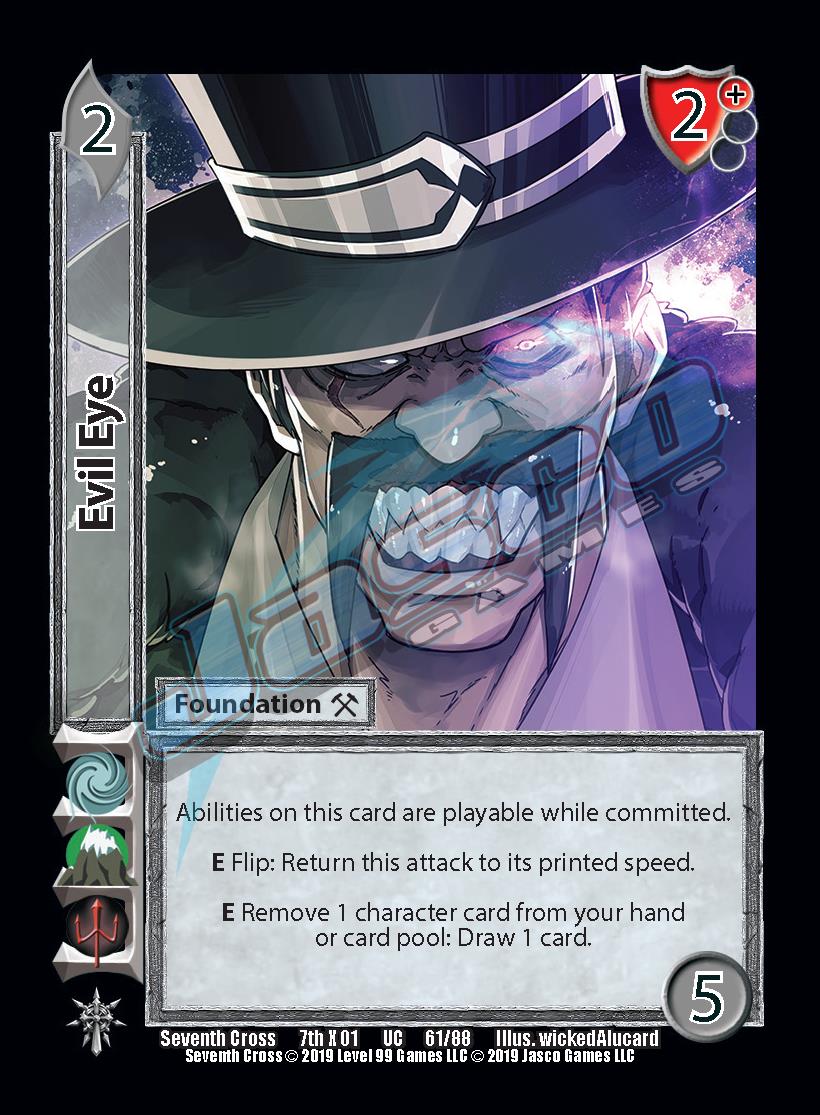 2
2 +
Evil Eye
JASCO
GAMES
Foundation
Abilities on this card are playable while committed.
E Flip: Return this attack to its printed speed.
E Remove 1 character card from your hand
or card pool: Draw 1 card.
5
Seventh Cross 7th X 01 UC 61/88 Illus. wickedAlucard
Seventh Cross © 2019 Level 99 Games LLC © 2019 Jasco Games LLC